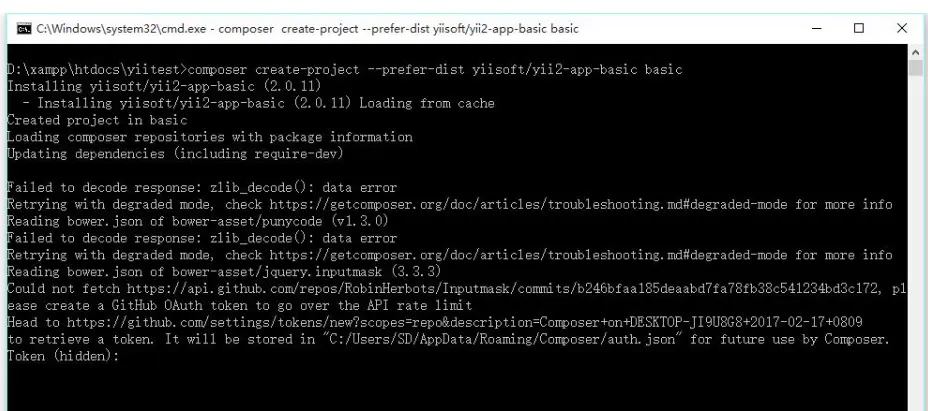 C:\Windows\system32\cmd.exe - composer  create-project --prefer-dist yiisoft/yii2-app-basic basic
D:\xampp\htdocs\yiitest>composer create-project --prefer-dist yiisoft/yii2-app-basic basic
Installing yiisoft/yii2-app-basic (2.0.11)
  - Installing yiisoft/yii2-app-basic (2.0.11) Loading from cache
Created project in basic
Loading composer repositories with package information
Updating dependencies (including require-dev)
Failed to decode response: zlib_decode(): data error
Retrying with degraded mode, check https://getcomposer.org/doc/articles/troubleshooting.md#degraded-mode for more info
Reading bower.json of bower-asset/punycode (v1.3.0)
Failed to decode response: zlib_decode(): data error
Retrying with degraded mode, check https://getcomposer.org/doc/articles/troubleshooting.md#degraded-mode for more info
Reading bower.json of bower-asset/jquery.inputmask (3.3.3)
Could not fetch https://api.github.com/repos/RobinHerbots/Inputmask/commits/b246bfaa185deaabd7fa78fb38c541234bd3c172, pl
ease create a GitHub OAuth token to go over the API rate limit
Head to https://github.com/settings/tokens/new?scopes=repo&description=Composer+on+DESKTOP-JI9U8G8+2017-02-17+0809
to retrieve a token. It will be stored in "C:/Users/SD/AppData/Roaming/Composer/auth.json" for future use by Composer.
Token (hidden):